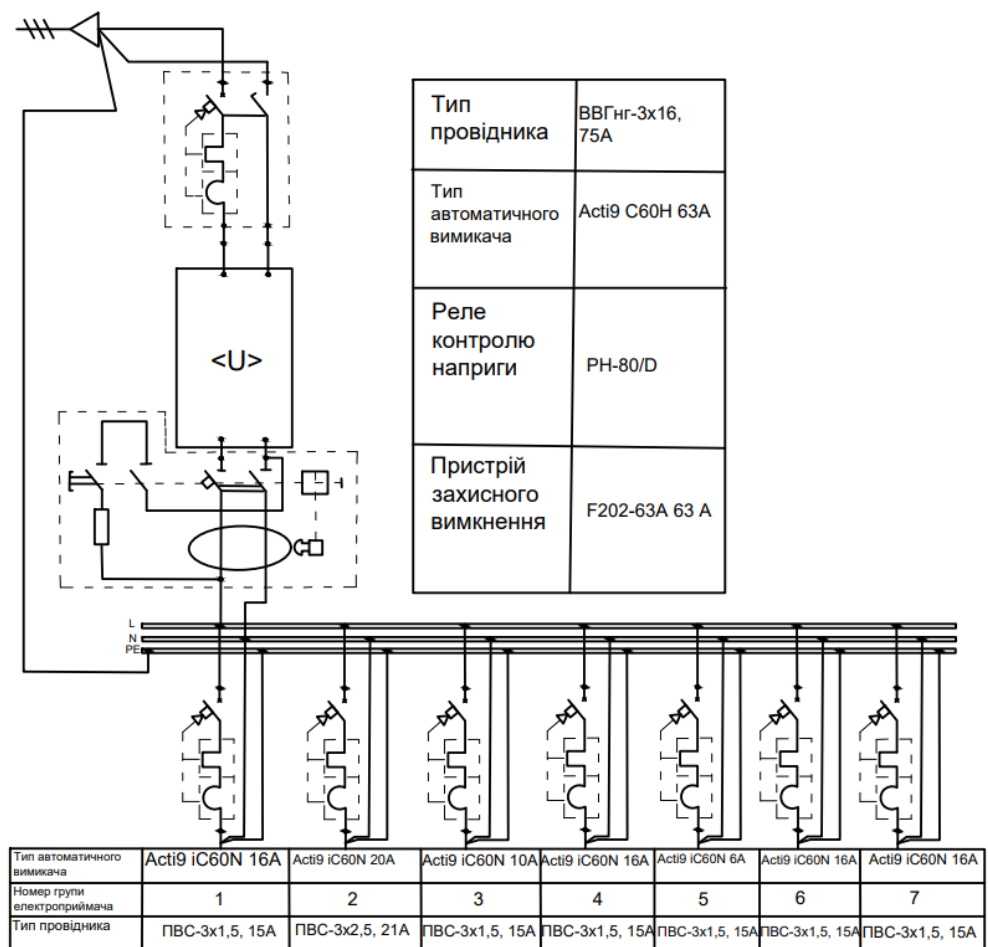 Тип
провідника
ВВГнг-3х16,
75А
Тип
автоматичного
вимикача
Acti9 C60H 63A
Реле
контролю
наприги
PH-80/D
Пристрій
захисного
вимкнення
F202-63A 63 A
<U>
L
N
PE
Тип автоматичного
вимикача
Acti9 iC60N 16A
Acti9 iC60N 20A
Acti9 iC60N 10A
Acti9 iC60N 16A
Acti9 iC60N 6A
Acti9 iC60N 16A
Acti9 iC60N 16A
Номер групи
електроприймача
1
2
3
4
5
6
7
Тип провідника
ПВС-3х1,5, 15А
ПВС-3х2,5, 21А
ПВС-3х1,5, 15А
ПВС-3х1,5, 15А
ПВС-3х1,5, 15А
ПВС-3х1,5, 15А
ПВС-3х1,5, 15А